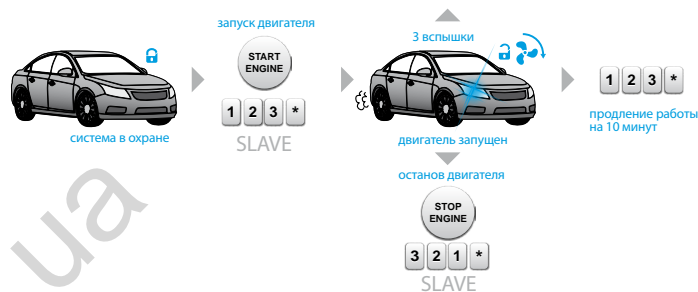 запуск двигателя
START
ENGINE
1 2 3 *
SLAVE
система в охране
3 вспышки
двигатель запущен
1 2 3 *
продление работы
на 10 минут
останов двигателя
STOP
ENGINE
3 2 1 *
SLAVE
ua